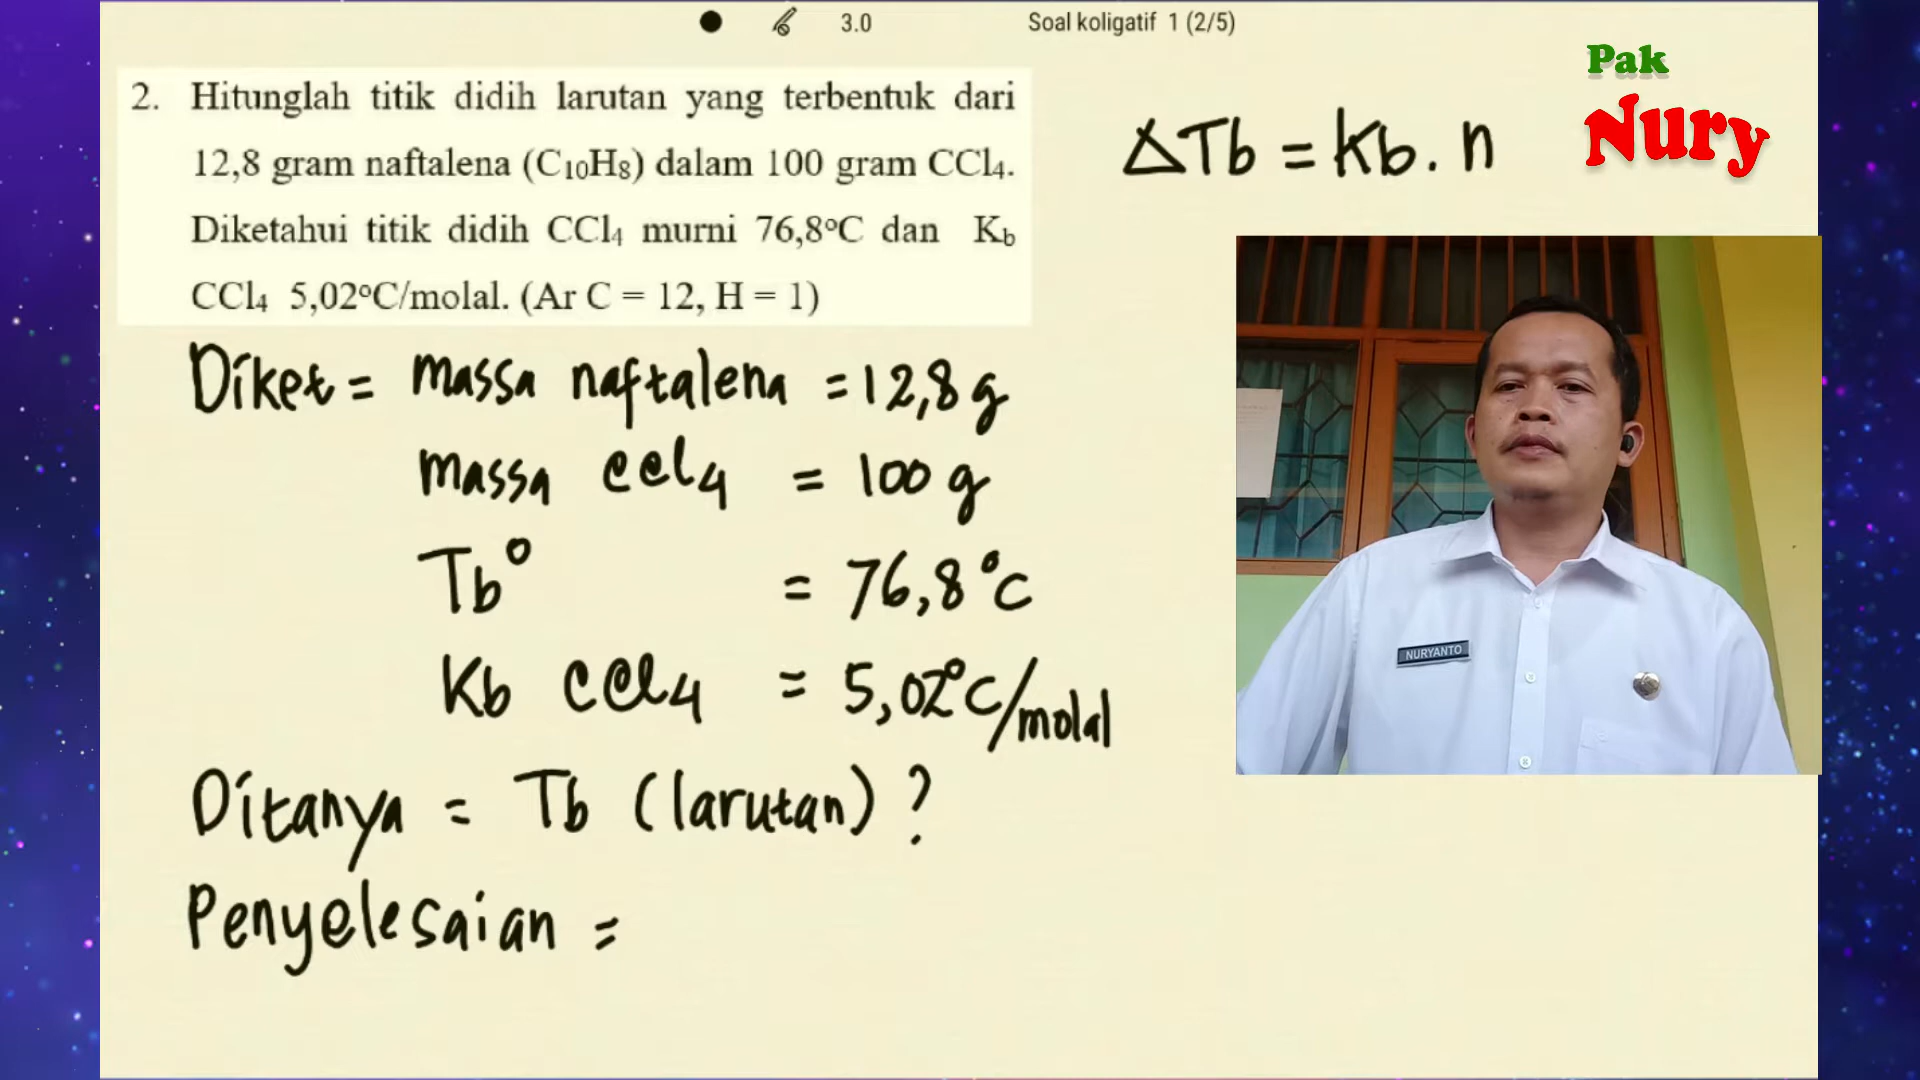 3.0 Soal koligatif 1 (2/5)
Pak
Nury
2. Hitunglah titik didih larutan yang terbentuk dari
12,8 gram naftalena (C₁₀H₈) dalam 100 gram CCl₄.
Diketahui titik didih CCl₄ murni 76,8°C dan K_b
CCl₄ 5,02°C/molal. (Ar C = 12, H = 1)
ΔTb = Kb . n
Diket = massa naftalena = 12,8 g
massa CCl₄ = 100 g
Tb° = 76,8 °C
Kb CCl₄ = 5,02°C/molal
Ditanya = Tb (larutan) ?
Penyelesaian =
NURYANTO